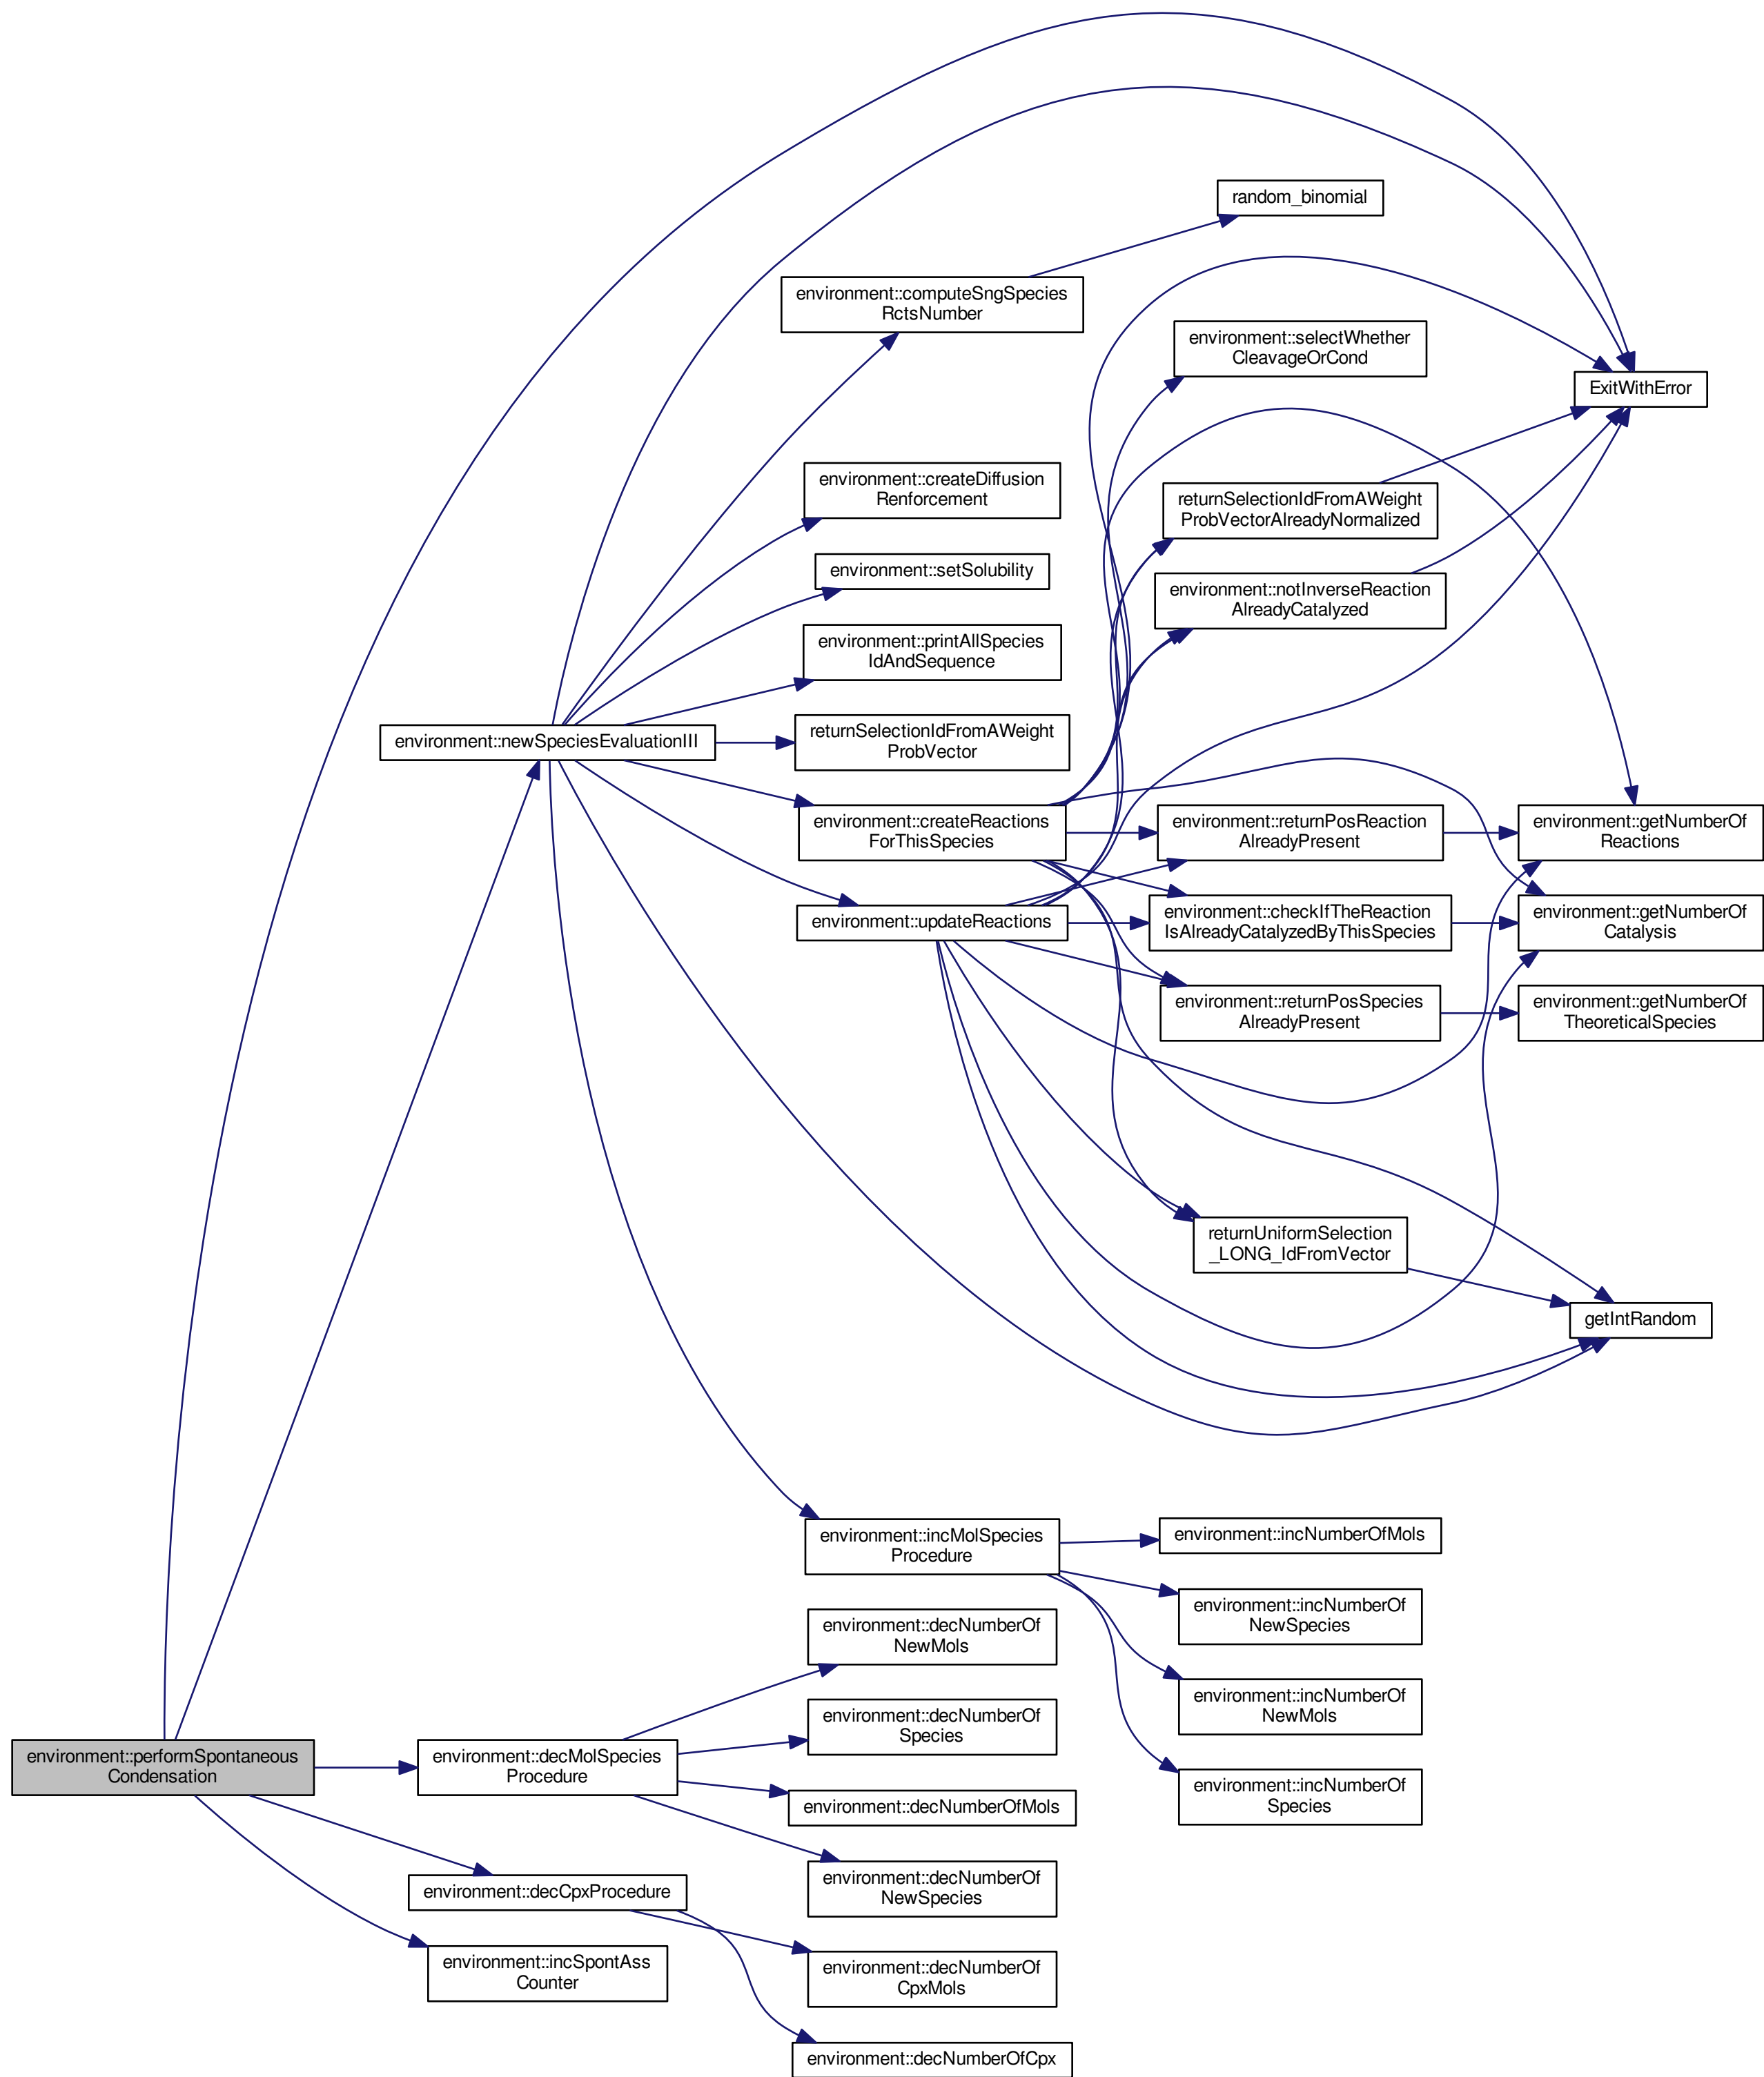 random_binomial
environment::computeSngSpecies
RctsNumber
environment::selectWhether
CleavageOrCond
ExitWithError
environment::createDiffusion
Renforcement
returnSelectionIdFromAWeight
ProbVectorAlreadyNormalized
environment::setSolubility
environment::notInverseReaction
AlreadyCatalyzed
environment::printAllSpecies
IdAndSequence
environment::newSpeciesEvaluationIII
returnSelectionIdFromAWeight
ProbVector
environment::createReactions
ForThisSpecies
environment::returnPosReaction
AlreadyPresent
environment::getNumberOf
Reactions
environment::updateReactions
environment::checkIfTheReaction
IsAlreadyCatalyzedByThisSpecies
environment::getNumberOf
Catalysis
environment::returnPosSpecies
AlreadyPresent
environment::getNumberOf
TheoreticalSpecies
returnUniformSelection
_LONG_IdFromVector
getIntRandom
environment::incMolSpecies
Procedure
environment::incNumberOfMols
environment::incNumberOf
NewSpecies
environment::decNumberOf
NewMols
environment::incNumberOf
NewMols
environment::decNumberOf
Species
environment::performSpontaneous
Condensation
environment::decMolSpecies
Procedure
environment::incNumberOf
Species
environment::decNumberOfMols
environment::decNumberOf
NewSpecies
environment::decCpxProcedure
environment::incSpontAss
Counter
environment::decNumberOf
CpxMols
environment::decNumberOfCpx